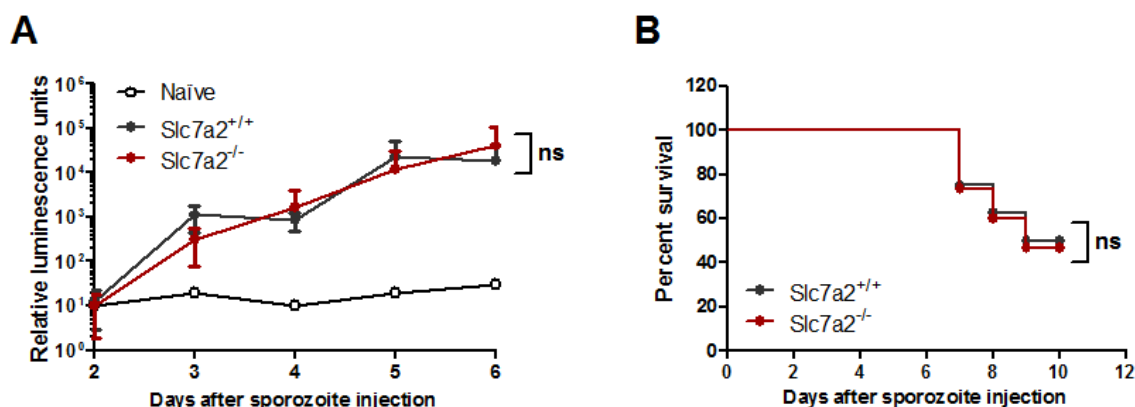 A
Relative luminescence units
10⁶
10⁵
10⁴
10³
10²
10¹
10⁰
Naïve
Slc7a2⁺/⁺
Slc7a2⁻/⁻
ns
2 3 4 5 6
Days after sporozoite injection
B
Percent survival
120
100
80
60
40
20
0
Slc7a2⁺/⁺
Slc7a2⁻/⁻
ns
0 2 4 6 8 10 12
Days after sporozoite injection